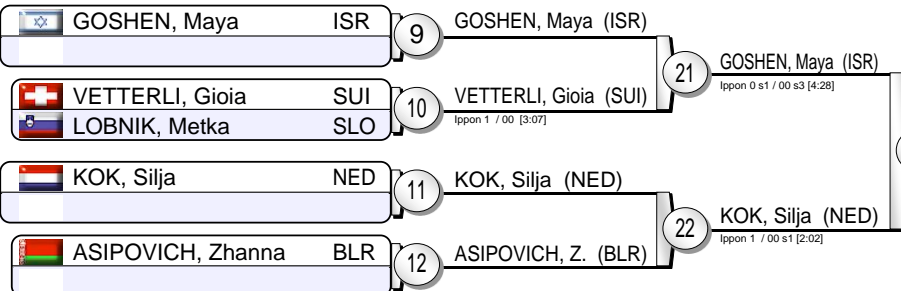 GOSHEN, Maya ISR
9
GOSHEN, Maya (ISR)
21
GOSHEN, Maya (ISR)
Ippon 0 s1 / 00 s3 [4:28]
VETTERLI, Gioia SUI
LOBNIK, Metka SLO
10
VETTERLI, Gioia (SUI)
Ippon 1 / 00 [3:07]
KOK, Silja NED
11
KOK, Silja (NED)
22
KOK, Silja (NED)
Ippon 1 / 00 s1 [2:02]
ASIPOVICH, Zhanna BLR
12
ASIPOVICH, Z. (BLR)